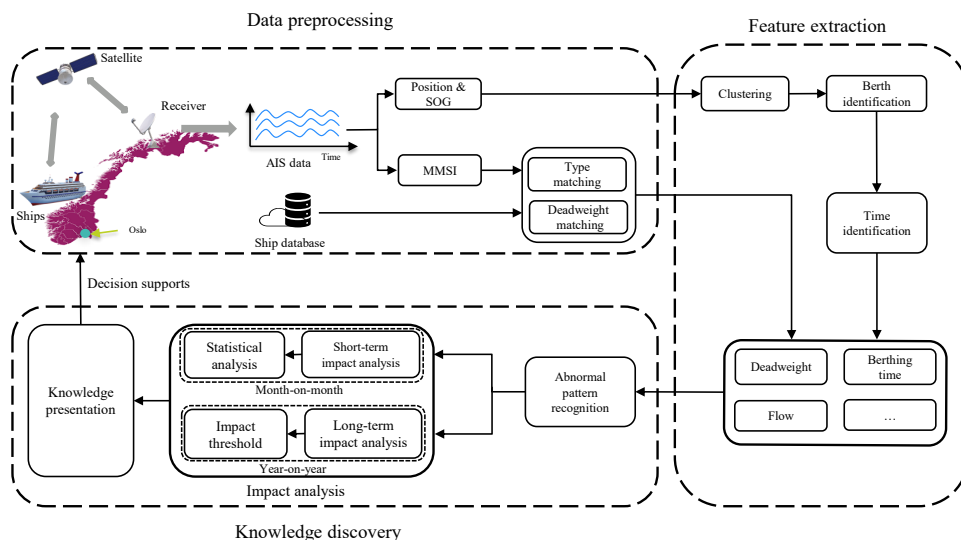 Data preprocessing
Feature extraction
Satellite
Receiver
Ships
Oslo
AIS data
Time
Ship database
Position &
SOG
MMSI
Type
matching
Deadweight
matching
Clustering
Berth
identification
Time
identification
Deadweight
Berthing
time
Flow
…
Decision supports
Knowledge
presentation
Statistical
analysis
Short-term
impact analysis
Month-on-month
Impact
threshold
Long-term
impact analysis
Year-on-year
Impact analysis
Abnormal
pattern
recognition
Knowledge discovery